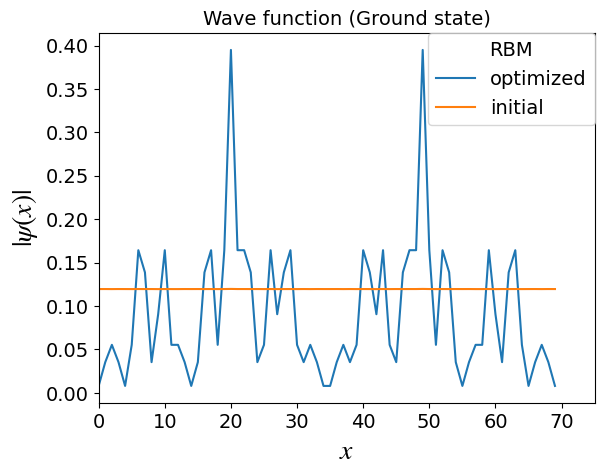 Wave function (Ground state)
RBM
optimized
initial
|ψ(x)|
0.40
0.35
0.30
0.25
0.20
0.15
0.10
0.05
0.00
0 10 20 30 40 50 60 70
x